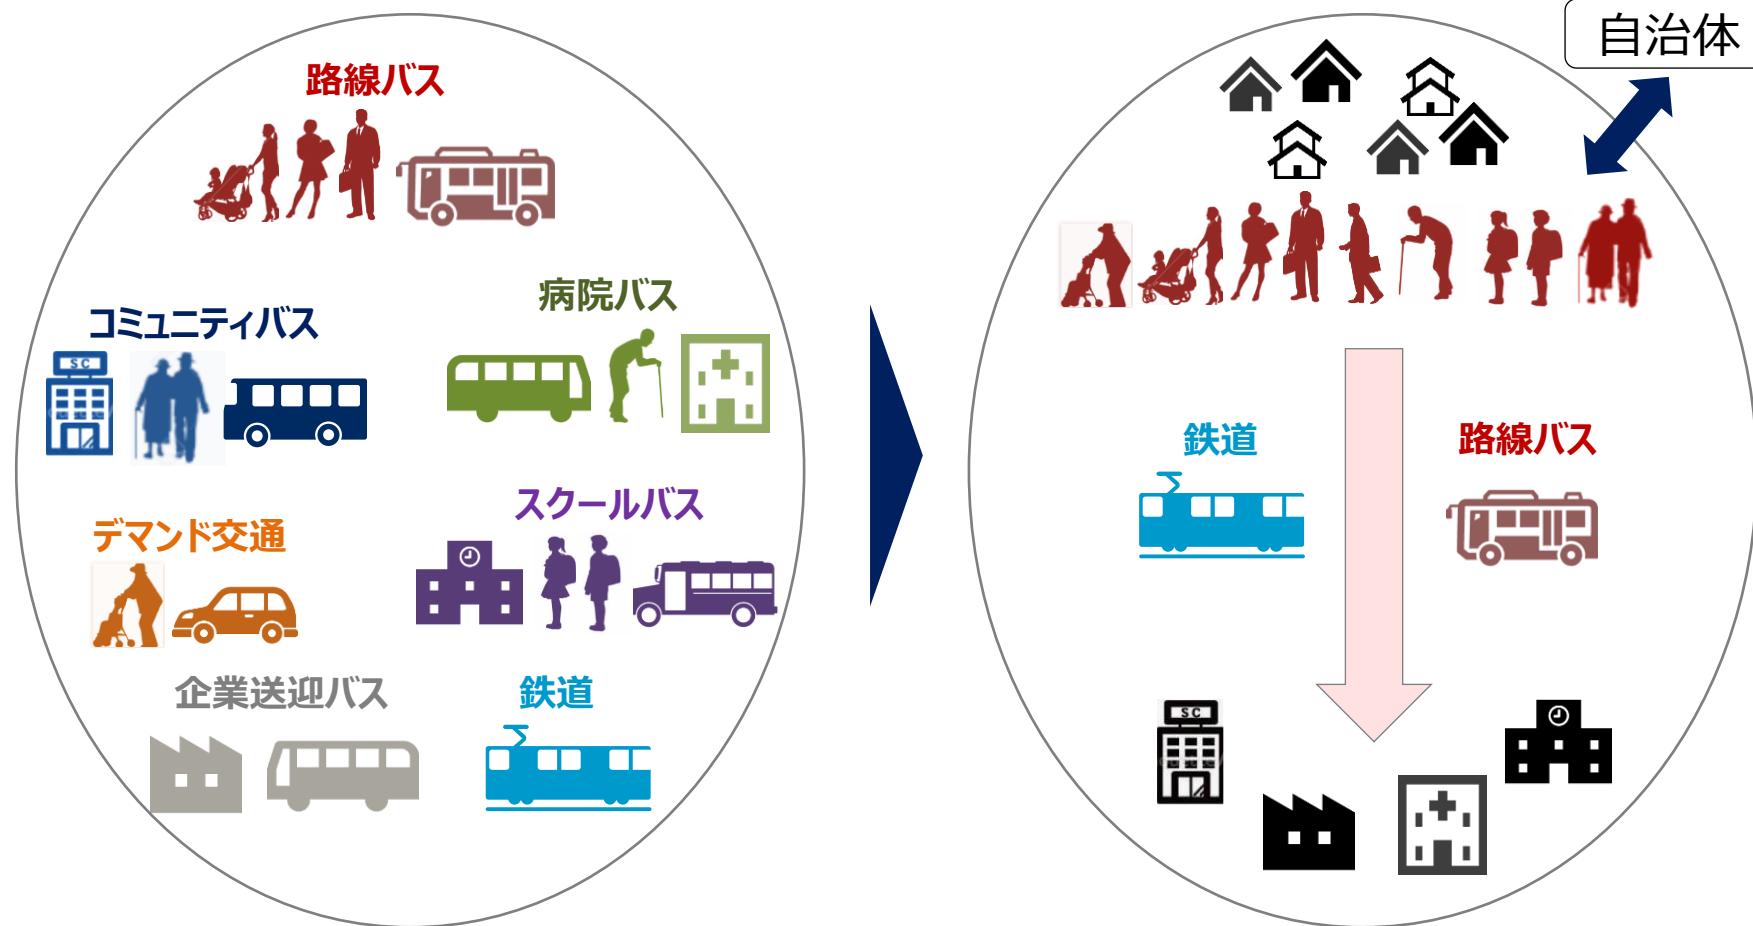 路線バス
コミュニティバス
SC
病院バス
デマンド交通
スクールバス
企業送迎バス
鉄道
自治体
鉄道
路線バス
SC